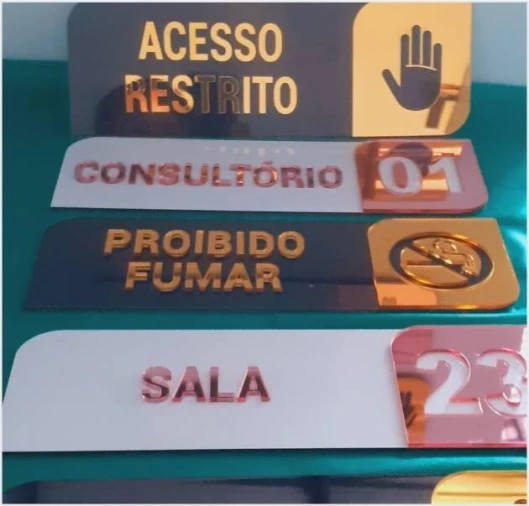 ACESSO
RESTRITO
CONSULTÓRIO 01
PROIBIDO
FUMAR
SALA 23